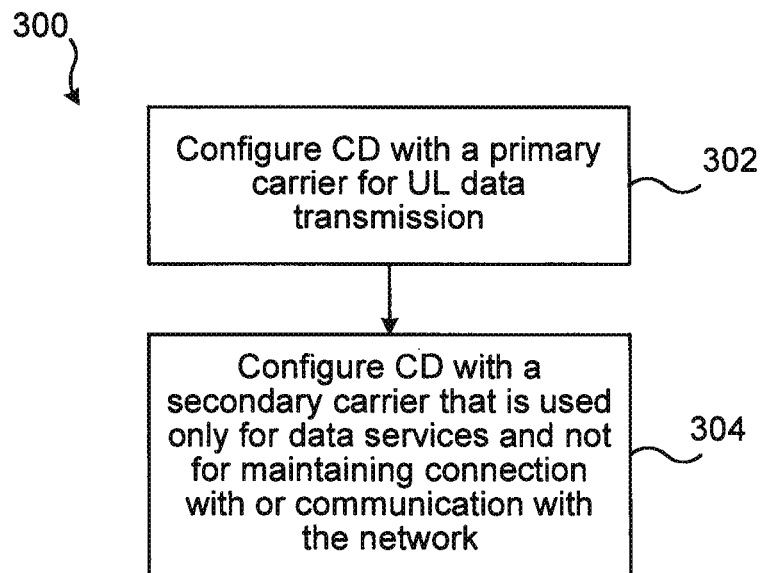 300
Configure CD with a primary
carrier for UL data
transmission
302
Configure CD with a
secondary carrier that is used
only for data services and not
for maintaining connection
with or communication with
the network
304